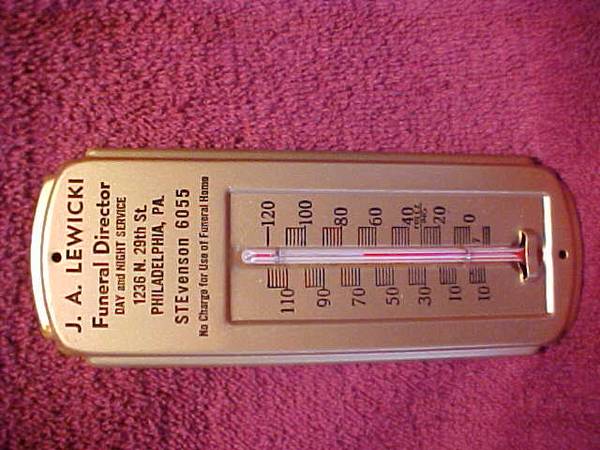 J. A. LEWICKI
Funeral Director
DAY and NIGHT SERVICE
1236 N. 29th St.
PHILADELPHIA, PA.
STEvenson 6055
No Charge for Use of Funeral Home
120
110
100
90
80
70
60
50
40
FREEZING
30
20
10
0
10